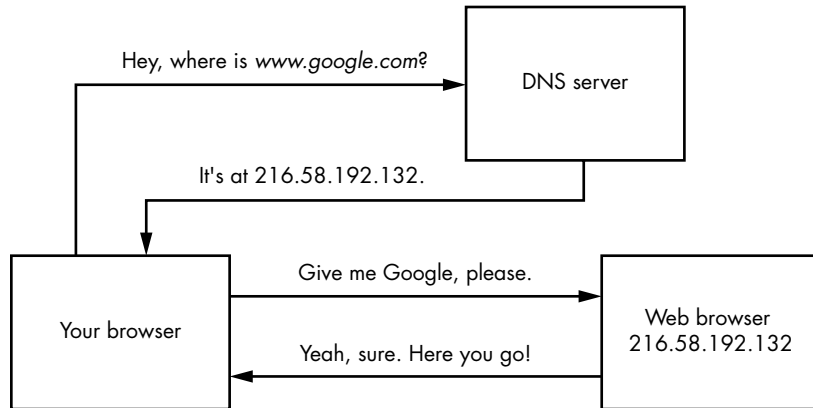 Hey, where is www.google.com?
DNS server
It's at 216.58.192.132.
Give me Google, please.
Your browser
Web browser
216.58.192.132
Yeah, sure. Here you go!